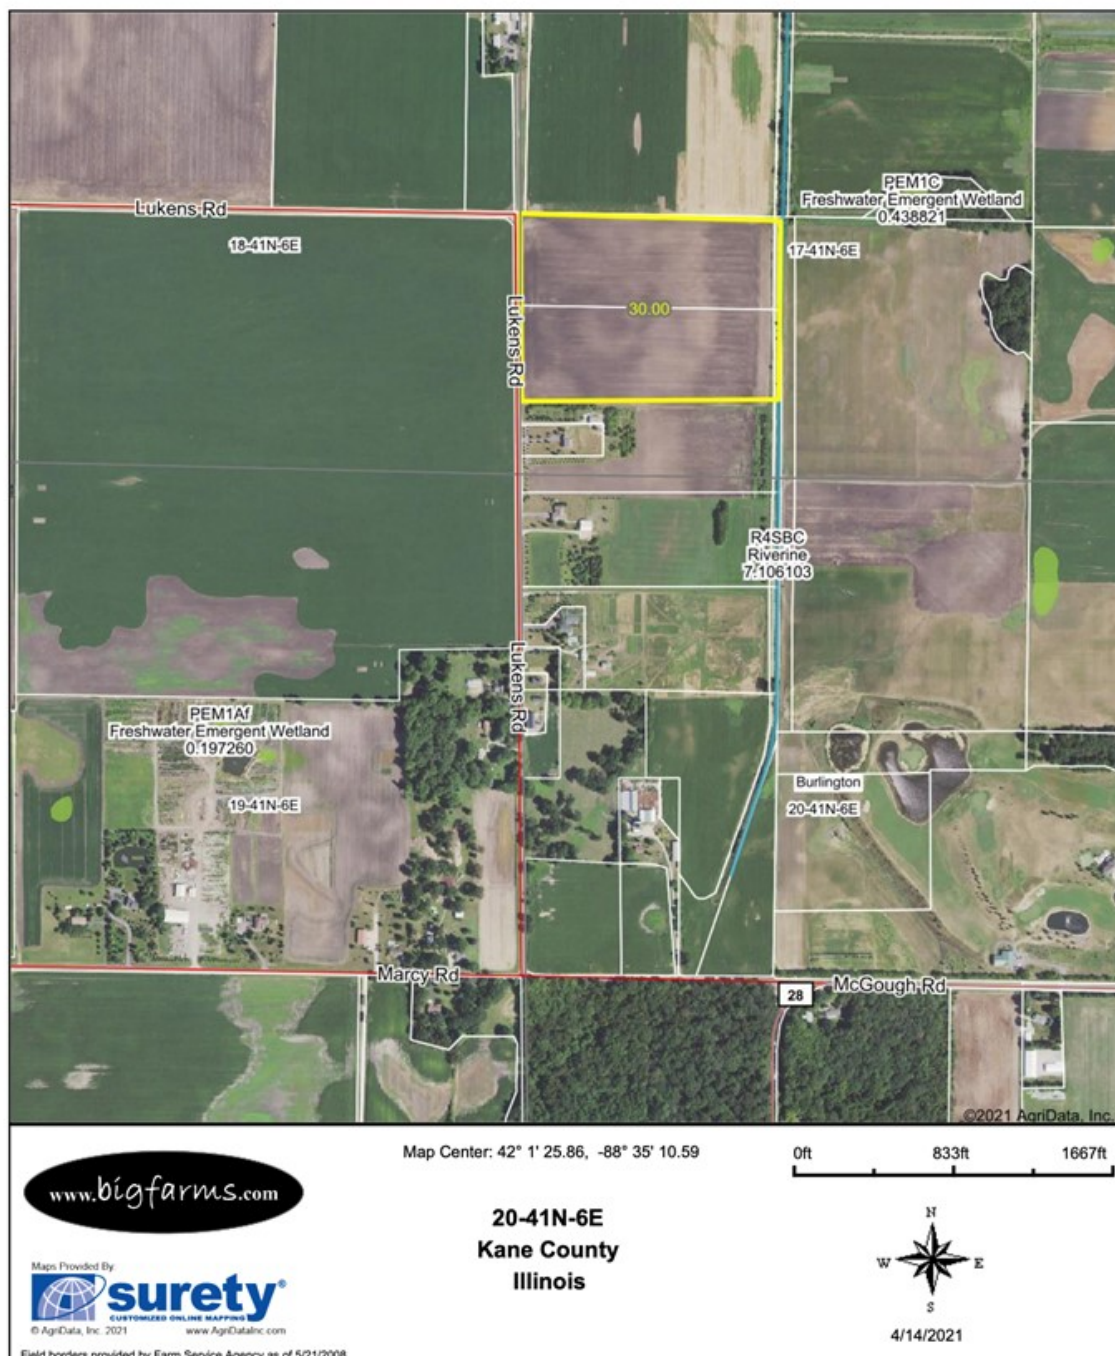 Lukens Rd
18-41N-6E
PEM1C
Freshwater Emergent Wetland
0.438821
17-41N-6E
30.00
Lukens Rd
R4SBC
Riverine
7.106103
Lukens Rd
PEM1Af
Freshwater Emergent Wetland
0.197260
19-41N-6E
Burlington
20-41N-6E
Marcy Rd
28
McGough Rd
©2021 AgriData, Inc.
www.bigfarms.com
Map Center: 42° 1' 25.86, -88° 35' 10.59
0ft 833ft 1667ft
20-41N-6E
Kane County
Illinois
N
W E
S
4/14/2021
Maps Provided By:
surety®
CUSTOMIZED ONLINE MAPPING
© AgriData, Inc. 2021 www.AgriDataInc.com
Field borders provided by Farm Service Agency as of 5/21/2008.